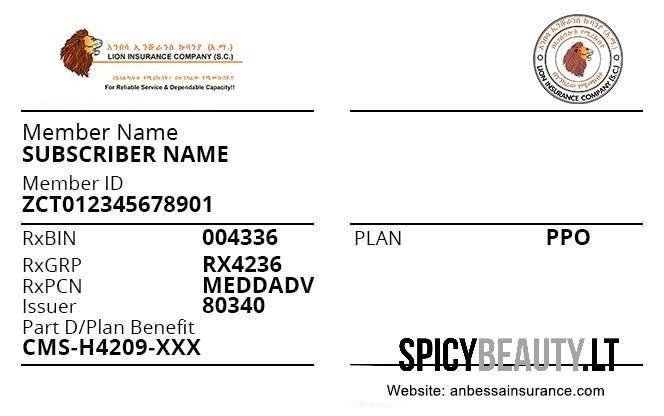 አንበሳ ኢንሹራንስ ኩባንያ (አ.ማ.)
LION INSURANCE COMPANY (S.C.)
For Reliable Service & Dependable Capacity!!
LION INSURANCE COMPANY (S.C.)
Member Name
SUBSCRIBER NAME
Member ID
ZCT012345678901
RxBIN 004336
PLAN PPO
RxGRP RX4236
RxPCN MEDDADV
Issuer 80340
Part D/Plan Benefit
CMS-H4209-XXX
SPICYBEAUTY.LT
Website: anbessainsurance.com